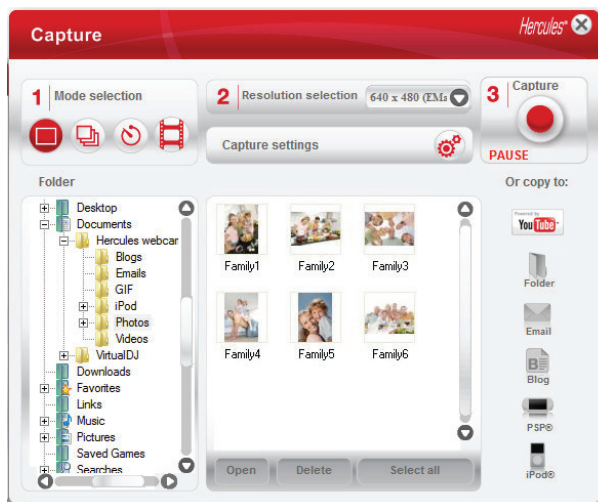 Capture
Hercules®
1 Mode selection
2 Resolution selection 640 x 480
3 Capture
PAUSE
Capture settings
Folder
Desktop
Documents
Hercules webcar
Blogs
Emails
GIF
iPod
Photos
Videos
VirtualDJ
Downloads
Favorites
Links
Music
Pictures
Saved Games
Searches
Family1 Family2 Family3
Family4 Family5 Family6
Open Delete Select all
Or copy to:
Powered by
YouTube
Folder
Email
Blog
PSP®
iPod®